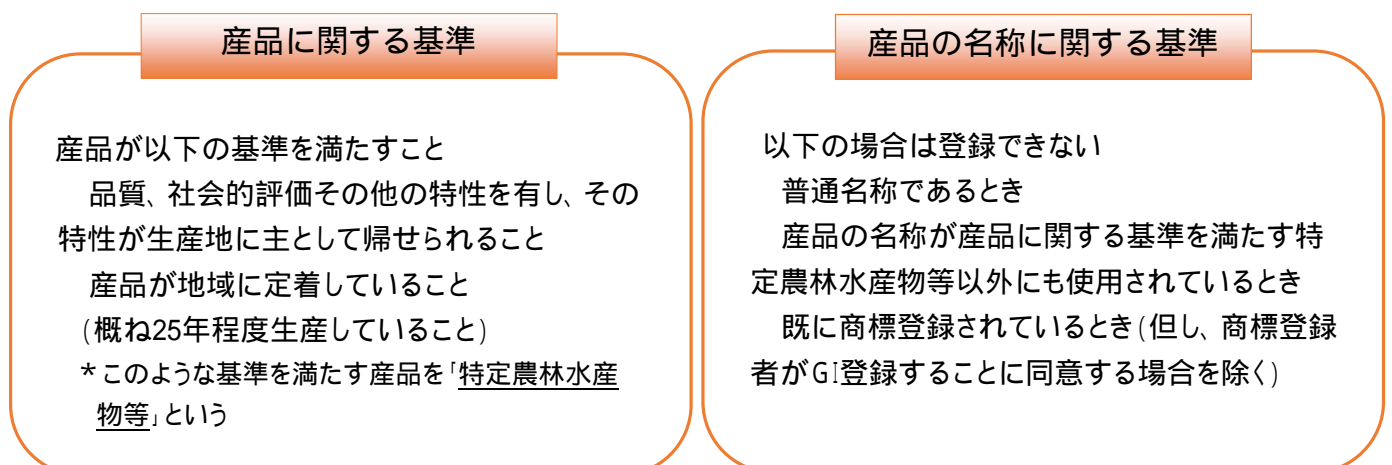 産品に関する基準
産品が以下の基準を満たすこと
品質、社会的評価その他の特性を有し、その
特性が生産地に主として帰せられること
産品が地域に定着していること
(概ね25年程度生産していること)
*このような基準を満たす産品を「特定農林水産
物等」という
産品の名称に関する基準
以下の場合は登録できない
普通名称であるとき
産品の名称が産品に関する基準を満たす特
定農林水産物等以外にも使用されているとき
既に商標登録されているとき(但し、商標登録
者がGI登録することに同意する場合を除く)